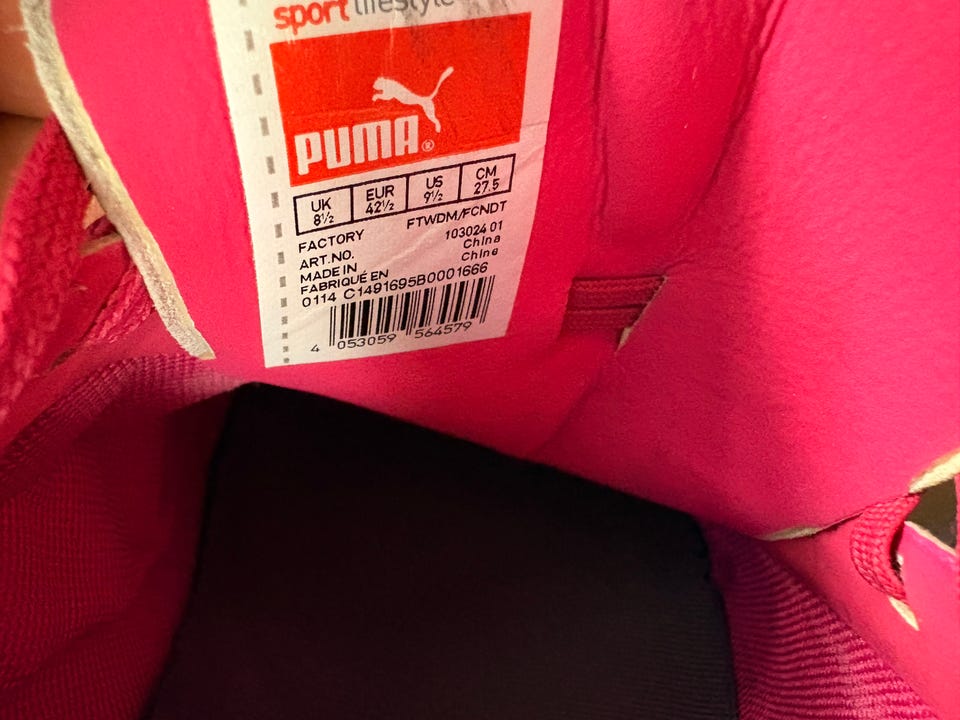 sport lifestyle
PUMA®
UK EUR US CM
8½ 42½ 9½ 27.5
FACTORY FTWDM/FCNDT
ART.NO. 103024 01
MADE IN China
FABRIQUÉ EN Chine
0114 C1491695B0001666
4 053059 564579